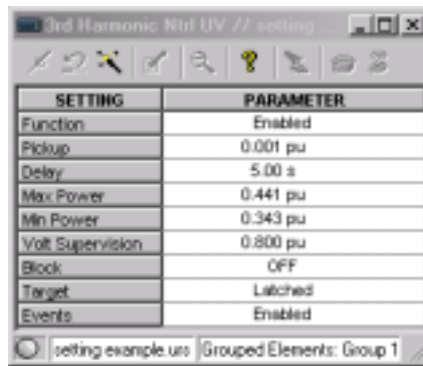 3rd Harmonic Ntrl UV // setting ...
SETTING PARAMETER
Function Enabled
Pickup 0.001 pu
Delay 5.00 s
Max Power 0.441 pu
Min Power 0.343 pu
Volt Supervision 0.800 pu
Block OFF
Target Latched
Events Enabled
setting example.urs Grouped Elements: Group 1